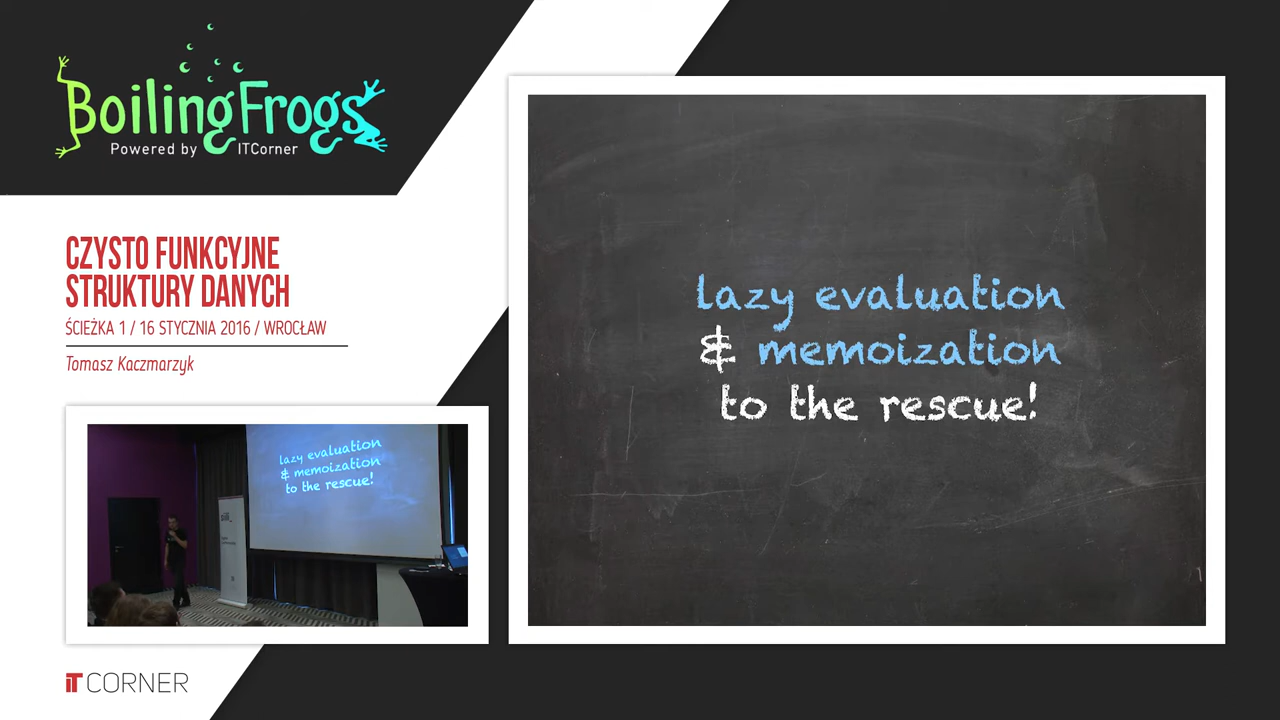 BoilingFrogs
Powered by ITCorner
CZYSTO FUNKCYJNE
STRUKTURY DANYCH
ŚCIEŻKA 1 / 16 STYCZNIA 2016 / WROCŁAW
Tomasz Kaczmarzyk
lazy evaluation
& memoization
to the rescue!
lazy evaluation
& memoization
to the rescue!
iT CORNER